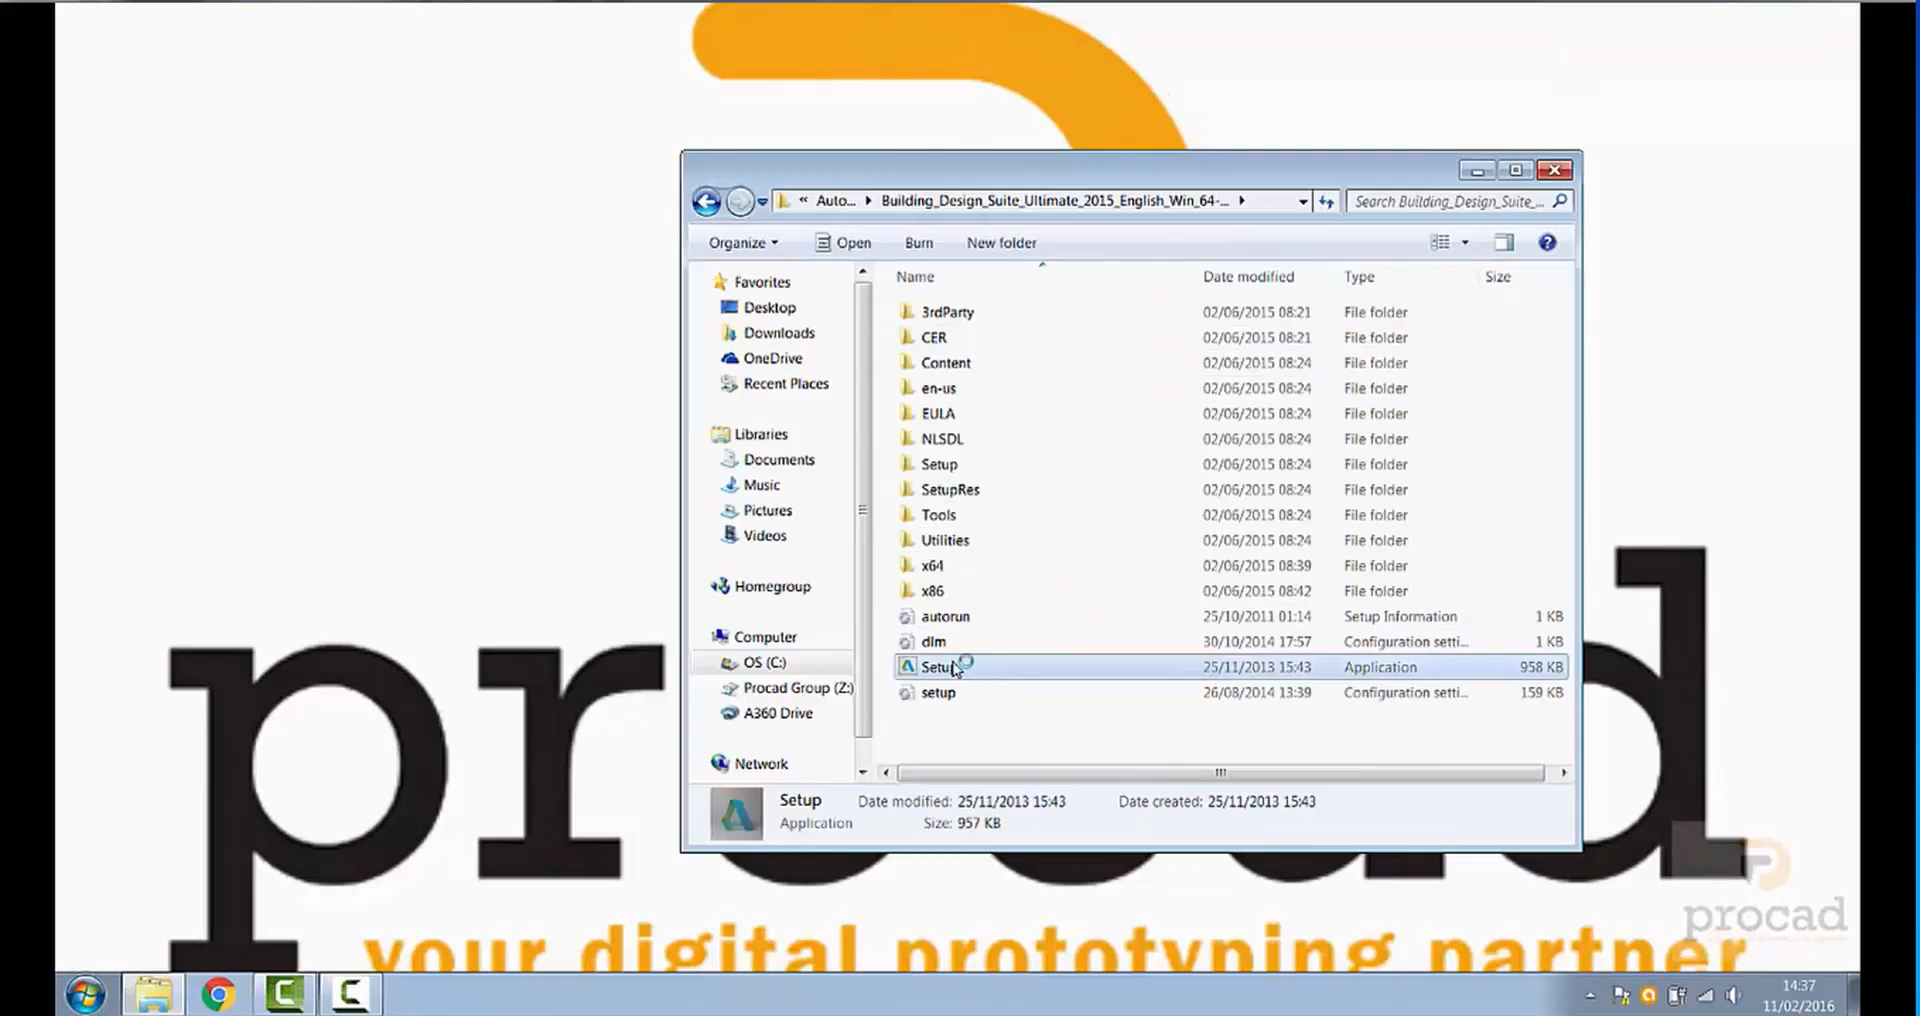 Auto... Building_Design_Suite_Ultimate_2015_English_Win_64-... Search Building_Design_Suite_...
Organize Open Burn New folder
Name Date modified Type Size
Favorites
Desktop
Downloads
OneDrive
Recent Places
Libraries
Documents
Music
Pictures
Videos
Homegroup
Computer
OS (C:)
Procad Group (Z:)
A360 Drive
Network
3rdParty 02/06/2015 08:21 File folder
CER 02/06/2015 08:21 File folder
Content 02/06/2015 08:24 File folder
en-us 02/06/2015 08:24 File folder
EULA 02/06/2015 08:24 File folder
NLSDL 02/06/2015 08:24 File folder
Setup 02/06/2015 08:24 File folder
SetupRes 02/06/2015 08:24 File folder
Tools 02/06/2015 08:24 File folder
Utilities 02/06/2015 08:24 File folder
x64 02/06/2015 08:39 File folder
x86 02/06/2015 08:42 File folder
autorun 25/10/2011 01:14 Setup Information 1 KB
dlm 30/10/2014 17:57 Configuration setti... 1 KB
Setup 25/11/2013 15:43 Application 958 KB
setup 26/08/2014 13:39 Configuration setti... 159 KB
Setup Date modified: 25/11/2013 15:43 Date created: 25/11/2013 15:43
Application Size: 957 KB
procad
procad
your digital prototyping partner
14:37
11/02/2016